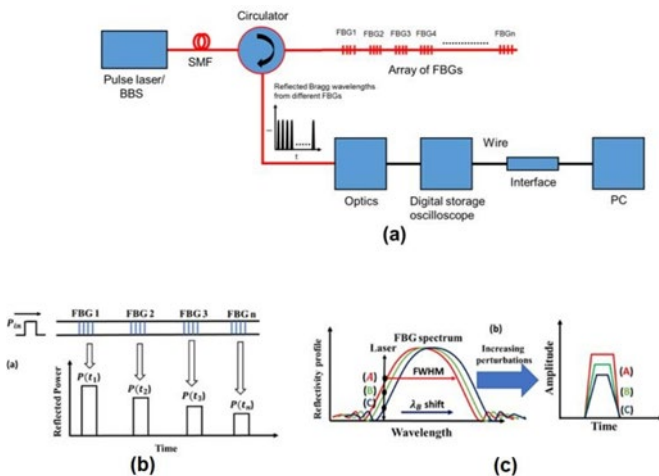 Circulator
FBG1 FBG2 FBG3 FBG4 FBGn
SMF
Pulse laser/
BBS
Array of FBGs
Reflected Bragg wavelengths
from different FBGs
I
t
Wire
Optics
Digital storage
oscilloscope
Interface
PC
(a)
P_in
FBG 1 FBG 2 FBG 3 FBG n
(a)
Reflected Power
P(t₁)
P(t₂)
P(t₃)
P(tₙ)
Time
(b)
Reflectivity profile
FBG spectrum
Laser
(A)
(B)
(C)
FWHM
λ_B shift
Wavelength
(b)
Increasing
perturbations
Amplitude
(A)
(B)
(C)
Time
(c)